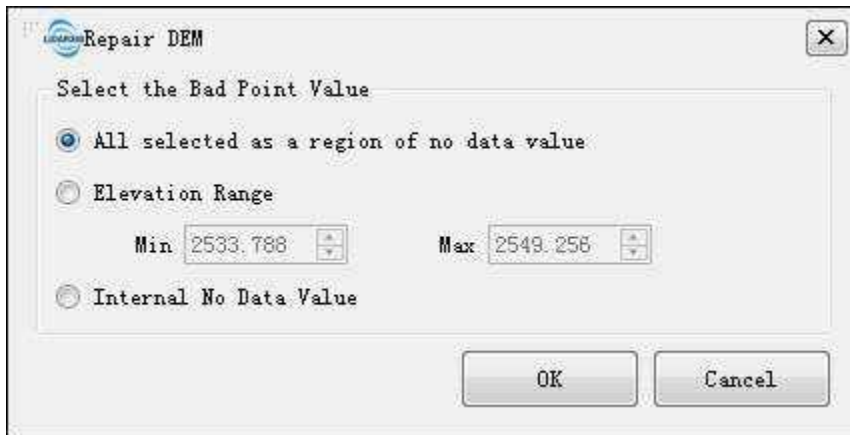 Repair DEM
Select the Bad Point Value
All selected as a region of no data value
Elevation Range
Min 2533.788 Max 2549.256
Internal No Data Value
OK Cancel